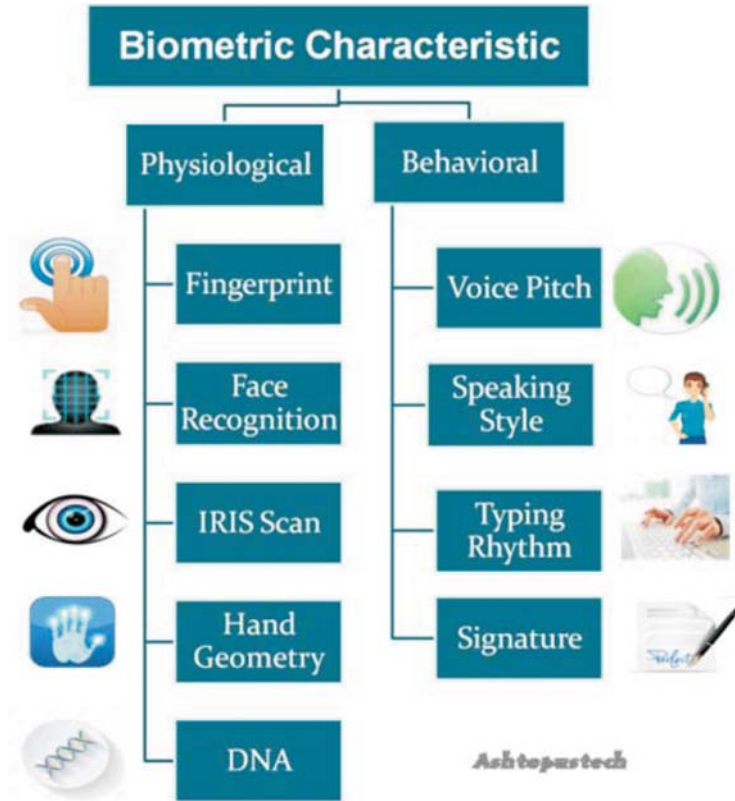 Biometric Characteristic
Physiological
Behavioral
Fingerprint
Voice Pitch
Face
Recognition
Speaking
Style
IRIS Scan
Typing
Rhythm
Hand
Geometry
Signature
DNA
Ashtopustech